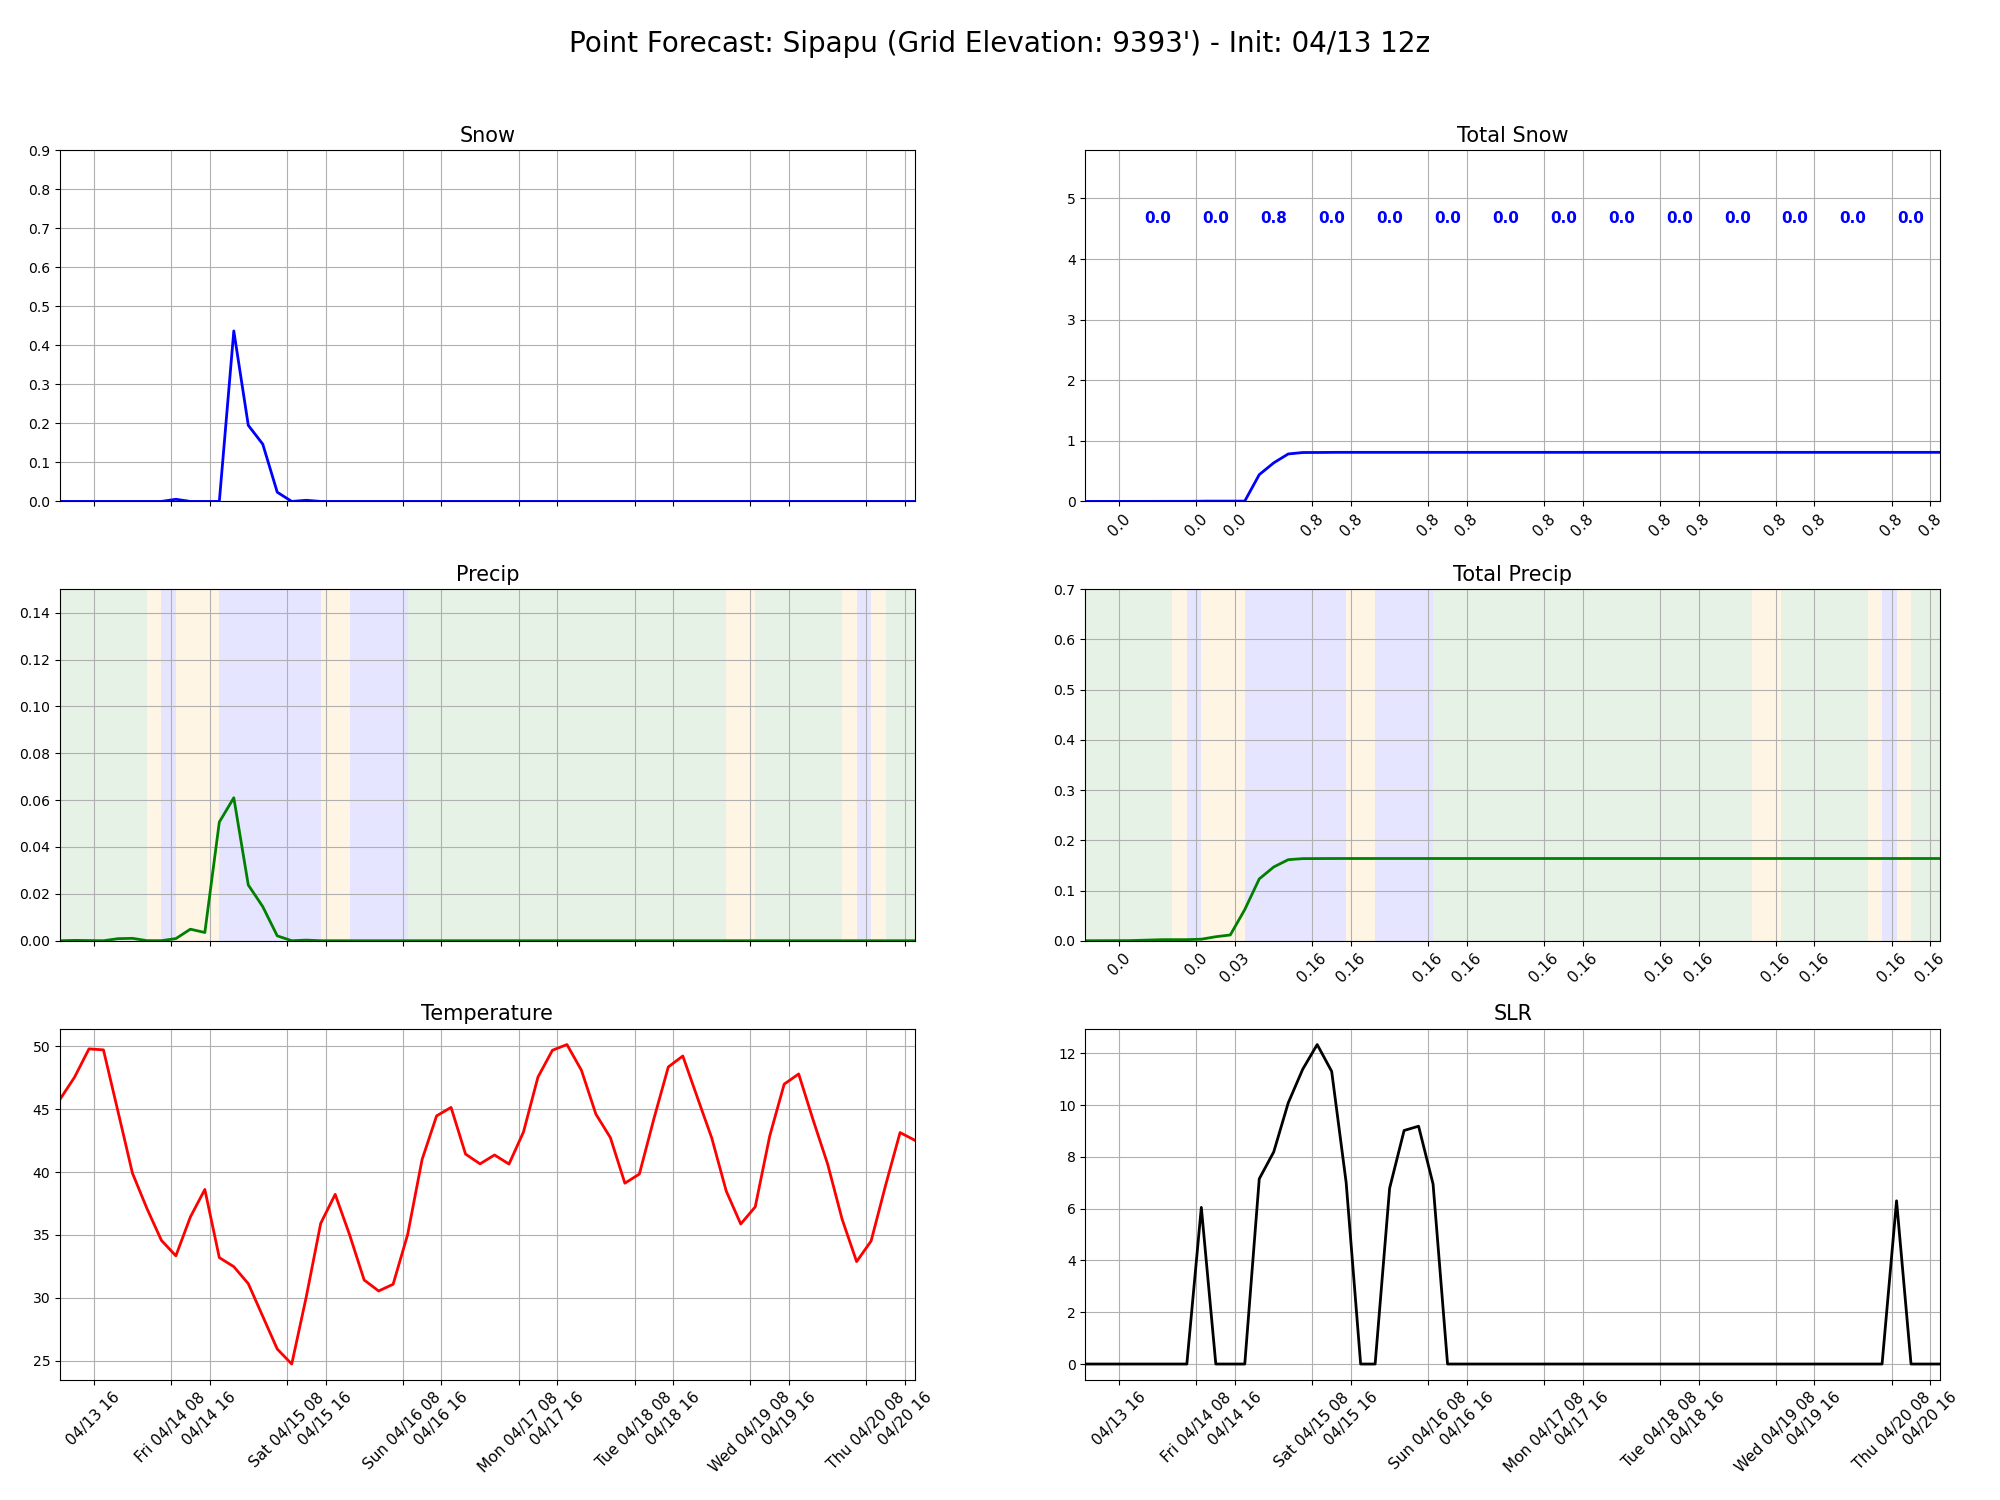 Point Forecast: Sipapu (Grid Elevation: 9393') - Init: 04/13 12z
Snow
0.9
0.8
0.7
0.6
0.5
0.4
0.3
0.2
0.1
0.0
Total Snow
5
4
3
2
1
0
0.0 0.0 0.8 0.0 0.0 0.0 0.0 0.0 0.0 0.0 0.0 0.0 0.0 0.0
0.0 0.0 0.0 0.8 0.8 0.8 0.8 0.8 0.8 0.8 0.8 0.8 0.8 0.8 0.8
Precip
0.14
0.12
0.10
0.08
0.06
0.04
0.02
0.00
Total Precip
0.7
0.6
0.5
0.4
0.3
0.2
0.1
0.0
0.0 0.0 0.03 0.16 0.16 0.16 0.16 0.16 0.16 0.16 0.16 0.16 0.16 0.16 0.16
Temperature
50
45
40
35
30
25
04/13 16
Fri 04/14 08
04/14 16
Sat 04/15 08
04/15 16
Sun 04/16 08
04/16 16
Mon 04/17 08
04/17 16
Tue 04/18 08
04/18 16
Wed 04/19 08
04/19 16
Thu 04/20 08
04/20 16
SLR
12
10
8
6
4
2
0
04/13 16
Fri 04/14 08
04/14 16
Sat 04/15 08
04/15 16
Sun 04/16 08
04/16 16
Mon 04/17 08
04/17 16
Tue 04/18 08
04/18 16
Wed 04/19 08
04/19 16
Thu 04/20 08
04/20 16